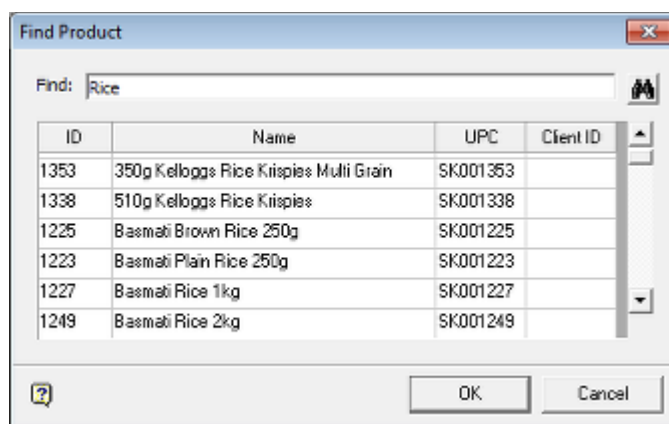 Find Product
Find: Rice
ID Name UPC Client ID
1353 350g Kelloggs Rice Krispies Multi Grain SK001353
1338 510g Kelloggs Rice Krispies SK001338
1225 Basmati Brown Rice 250g SK001225
1223 Basmati Plain Rice 250g SK001223
1227 Basmati Rice 1kg SK001227
1249 Basmati Rice 2kg SK001249
OK Cancel